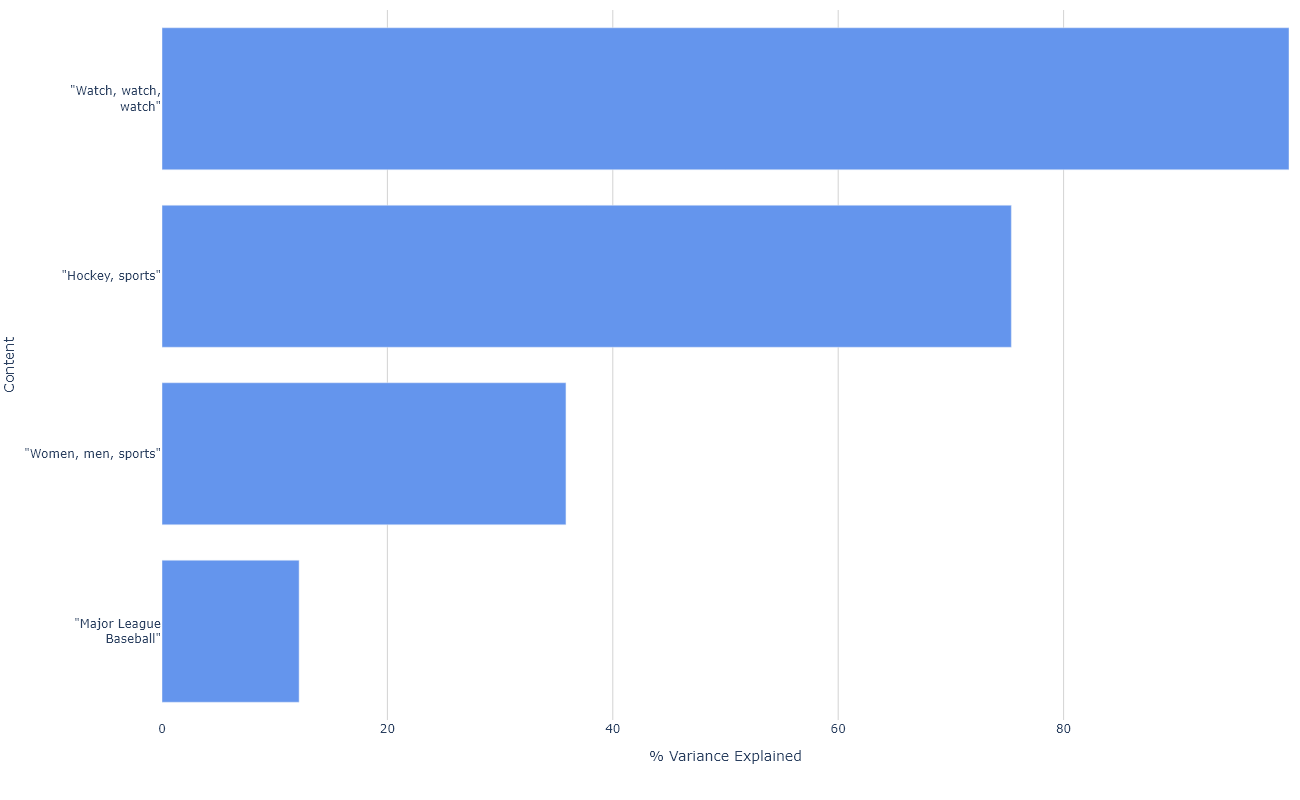 "Watch, watch,
watch"
"Hockey, sports"
"Women, men, sports"
"Major League
Baseball"
Content
0 20 40 60 80
% Variance Explained